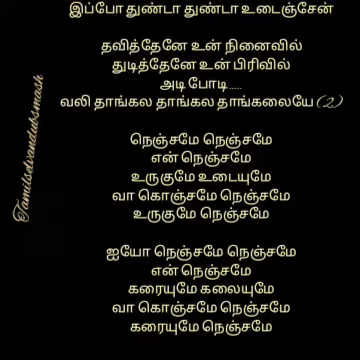 இப்போ துண்டா துண்டா உடைஞ்சேன்
தவித்தேனே உன் நினைவில்
துடித்தேனே உன் பிரிவில்
அடி போடி.....
வலி தாங்கல தாங்கல தாங்கலையே (2)
நெஞ்சமே நெஞ்சமே
என் நெஞ்சமே
உருகுமே உடையுமே
வா கொஞ்சமே நெஞ்சமே
உருகுமே நெஞ்சமே
ஐயோ நெஞ்சமே நெஞ்சமே
என் நெஞ்சமே
கரையுமே கலையுமே
வா கொஞ்சமே நெஞ்சமே
கரையுமே நெஞ்சமே